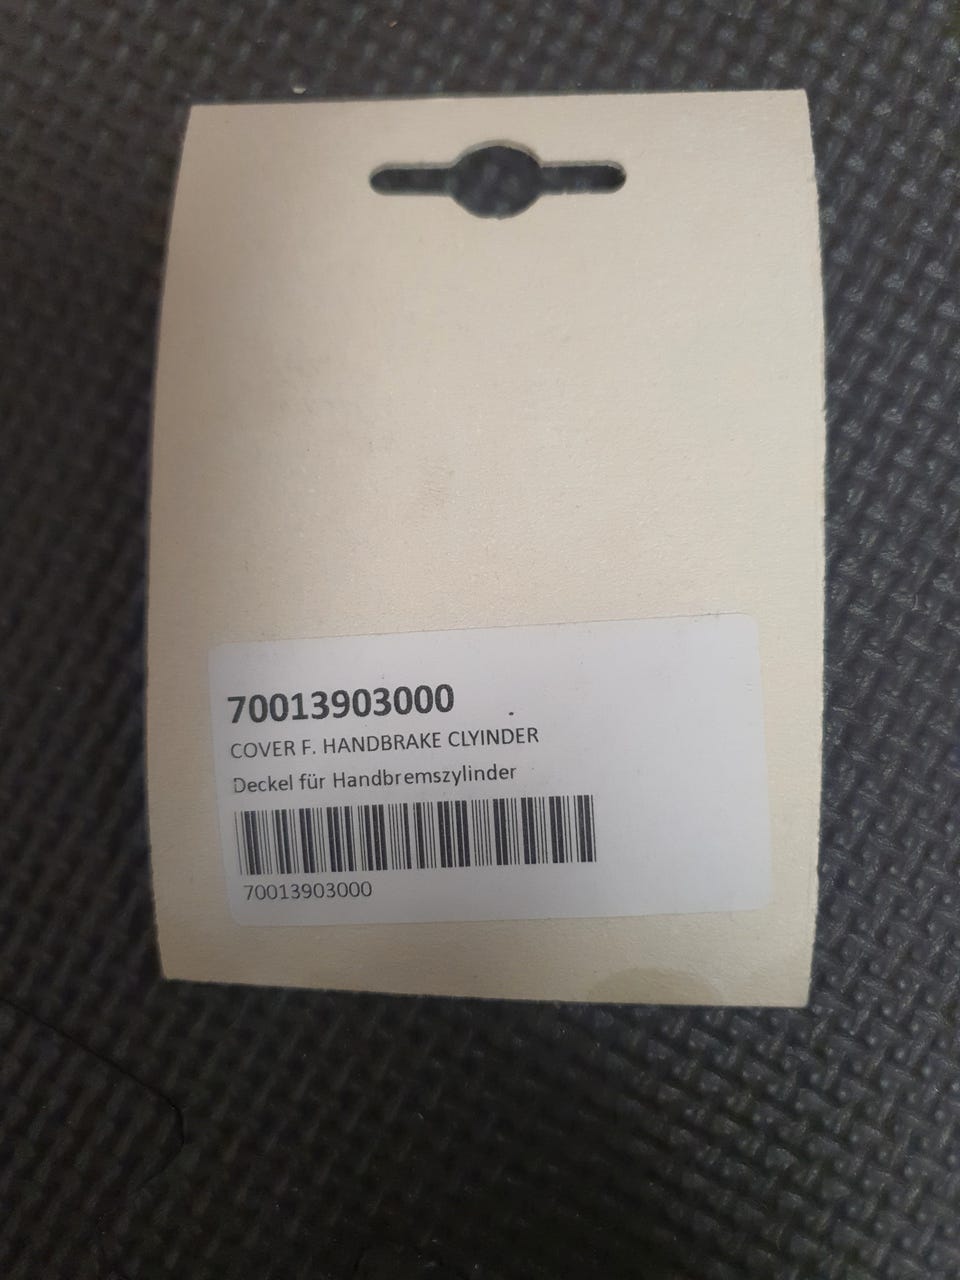 70013903000
COVER F. HANDBRAKE CLYINDER
Deckel für Handbremszylinder
70013903000